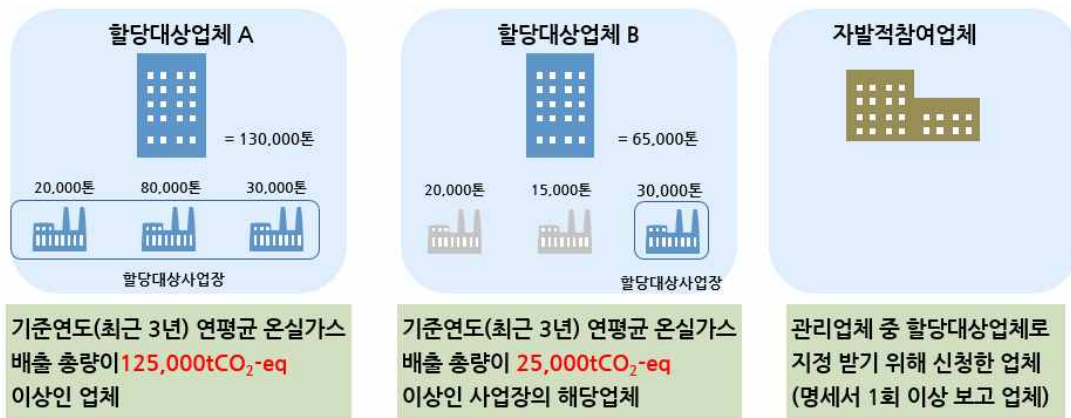 할당대상업체 A
= 130,000톤
20,000톤 80,000톤 30,000톤
할당대상사업장
기준연도(최근 3년) 연평균 온실가스
배출 총량이125,000tCO₂-eq
이상인 업체
할당대상업체 B
= 65,000톤
20,000톤 15,000톤 30,000톤
할당대상사업장
기준연도(최근 3년) 연평균 온실가스
배출 총량이 25,000tCO₂-eq
이상인 사업장의 해당업체
자발적참여업체
관리업체 중 할당대상업체로
지정 받기 위해 신청한 업체
(명세서 1회 이상 보고 업체)